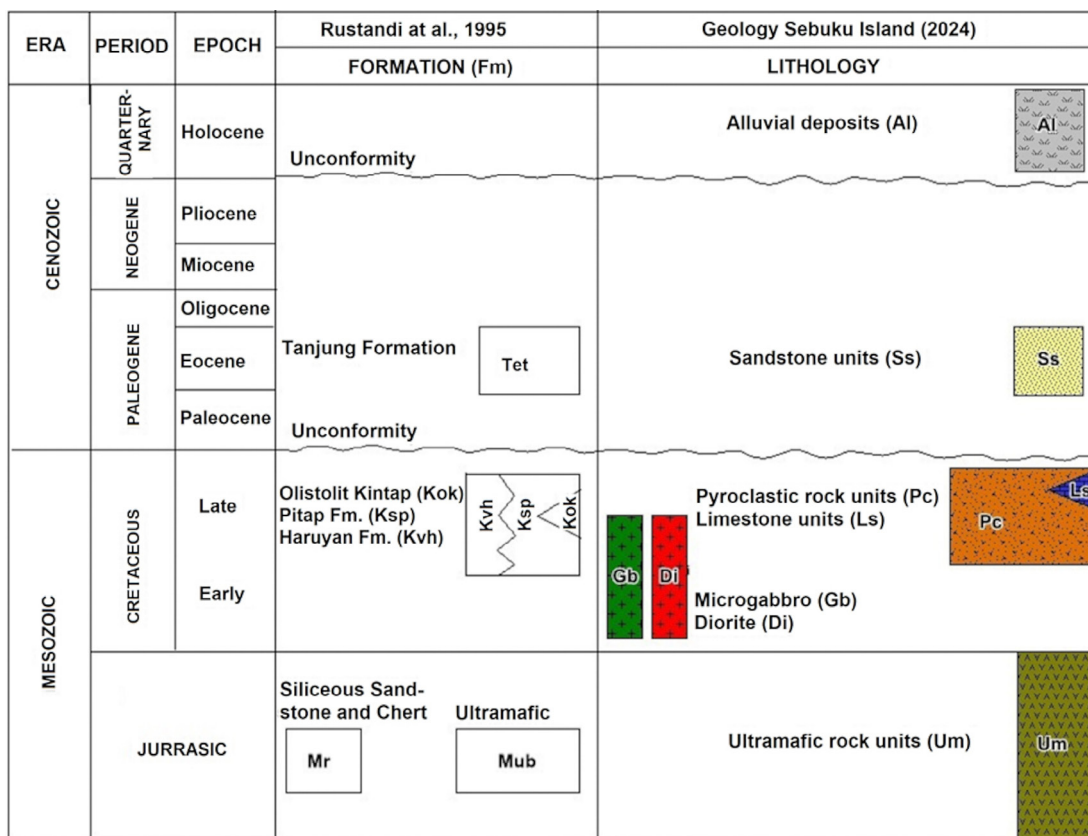 ERA
PERIOD
EPOCH
Rustandi at al., 1995
Geology Sebuku Island (2024)
FORMATION (Fm)
LITHOLOGY
CENOZOIC
QUARTER-
NARY
Holocene
Alluvial deposits (Al)
Al
Unconformity
NEOGENE
Pliocene
Miocene
PALEOGENE
Oligocene
Eocene
Tanjung Formation
Tet
Sandstone units (Ss)
Ss
Paleocene
Unconformity
MESOZOIC
CRETACEOUS
Late
Olistolit Kintap (Kok)
Pitap Fm. (Ksp)
Haruyan Fm. (Kvh)
Kvh
Ksp
Kok
Pyroclastic rock units (Pc)
Limestone units (Ls)
Ls
Pc
Early
Gb
Di
Microgabbro (Gb)
Diorite (Di)
JURRASIC
Siliceous Sand-
stone and Chert
Mr
Ultramafic
Mub
Ultramafic rock units (Um)
Um